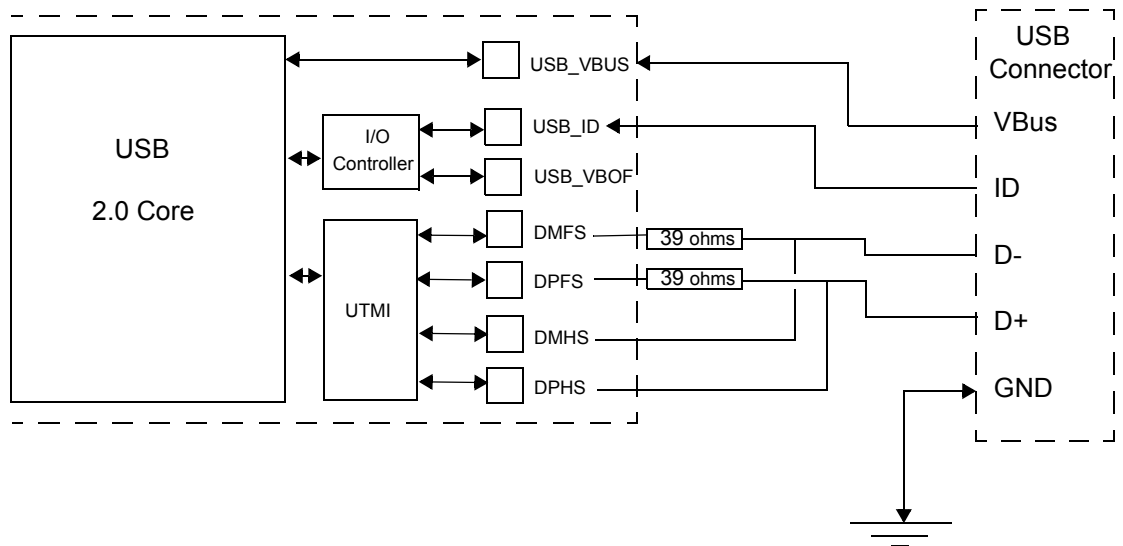 USB
2.0 Core
I/O
Controller
UTMI
USB_VBUS
USB_ID
USB_VBOF
DMFS
DPFS
DMHS
DPHS
39 ohms
39 ohms
USB
Connector
VBus
ID
D-
D+
GND